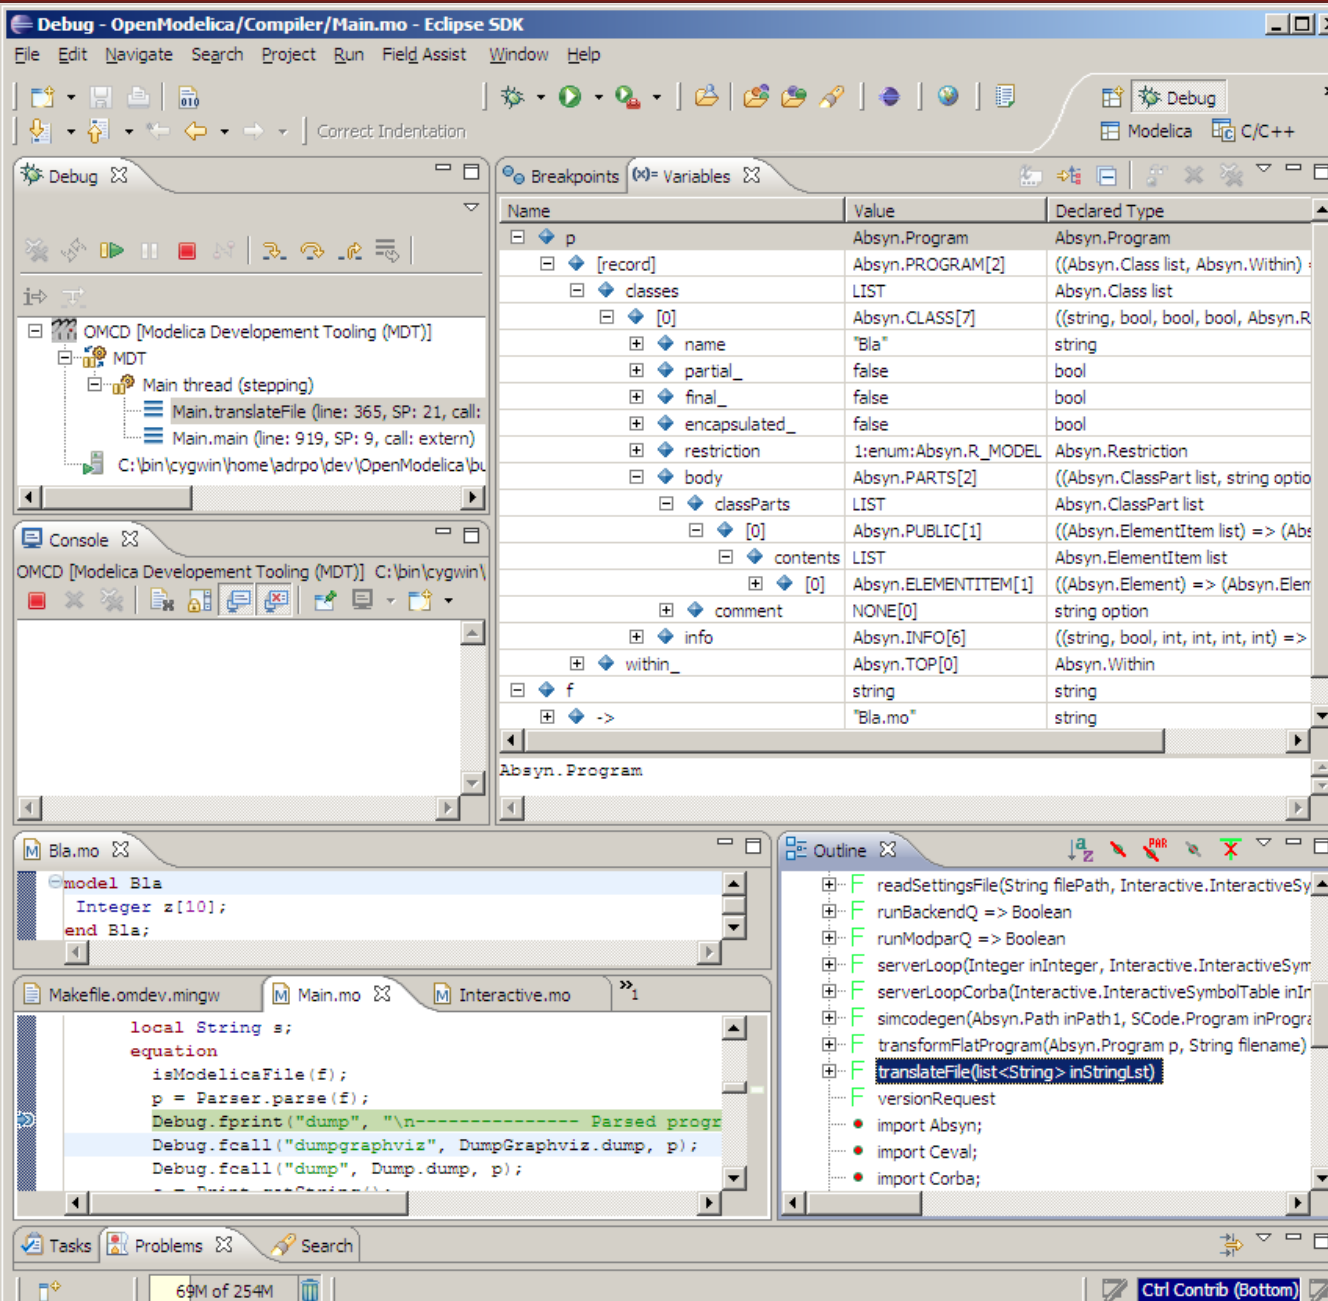 Debug - OpenModelica/Compiler/Main.mo - Eclipse SDK
File Edit Navigate Search Project Run Field Assist Window Help
Debug
Correct Indentation
Modelica C/C++
Debug
OMCD [Modelica Developement Tooling (MDT)]
MDT
Main thread (stepping)
Main.translateFile (line: 365, SP: 21, call:
Main.main (line: 919, SP: 9, call: extern)
C:\bin\cygwin\home\adrpo\dev\OpenModelica\bu
Breakpoints (x)= Variables
Name Value Declared Type
p Absyn.Program Absyn.Program
[record] Absyn.PROGRAM[2] ((Absyn.Class list, Absyn.Within) =
classes LIST Absyn.Class list
[0] Absyn.CLASS[7] ((string, bool, bool, bool, Absyn.R
name "Bla" string
partial_ false bool
final_ false bool
encapsulated_ false bool
restriction 1:enum:Absyn.R_MODEL Absyn.Restriction
body Absyn.PARTS[2] ((Absyn.ClassPart list, string optio
classParts LIST Absyn.ClassPart list
[0] Absyn.PUBLIC[1] ((Absyn.ElementItem list) => (Abs
contents LIST Absyn.ElementItem list
[0] Absyn.ELEMENTITEM[1] ((Absyn.Element) => (Absyn.Elem
comment NONE[0] string option
info Absyn.INFO[6] ((string, bool, int, int, int, int) =>
within_ Absyn.TOP[0] Absyn.Within
f string string
-> "Bla.mo" string
Absyn.Program
Console
OMCD [Modelica Developement Tooling (MDT)] C:\bin\cygwin\
Bla.mo
model Bla
Integer z[10];
end Bla;
Makefile.omdev.mingw Main.mo Interactive.mo »1
local String s;
equation
isModelicaFile(f);
p = Parser.parse(f);
Debug.fprint("dump", "\n--------------- Parsed progr
Debug.fcall("dumpgraphviz", DumpGraphviz.dump, p);
Debug.fcall("dump", Dump.dump, p);
Outline
readSettingsFile(String filePath, Interactive.InteractiveSy
runBackendQ => Boolean
runModparQ => Boolean
serverLoop(Integer inInteger, Interactive.InteractiveSym
serverLoopCorba(Interactive.InteractiveSymbolTable inIn
simcodegen(Absyn.Path inPath1, SCode.Program inProgra
transformFlatProgram(Absyn.Program p, String filename)
translateFile(list<String> inStringLst)
versionRequest
import Absyn;
import Ceval;
import Corba;
Tasks Problems Search
69M of 254M
Ctrl Contrib (Bottom)